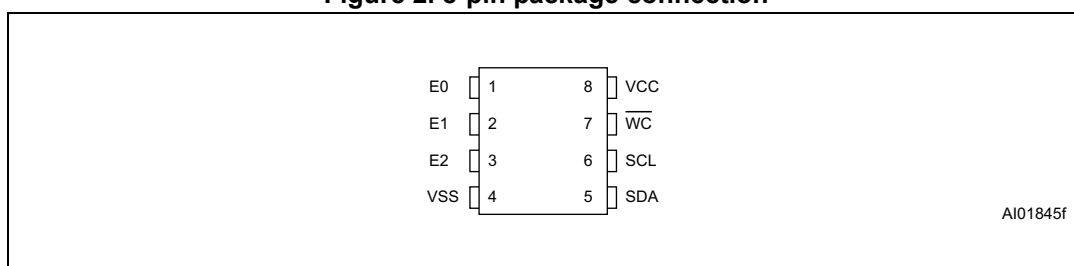 Figure 2. 8-pin package connection
E0 1 8 VCC
E1 2 7 W̅C̅
E2 3 6 SCL
VSS 4 5 SDA
AI01845f